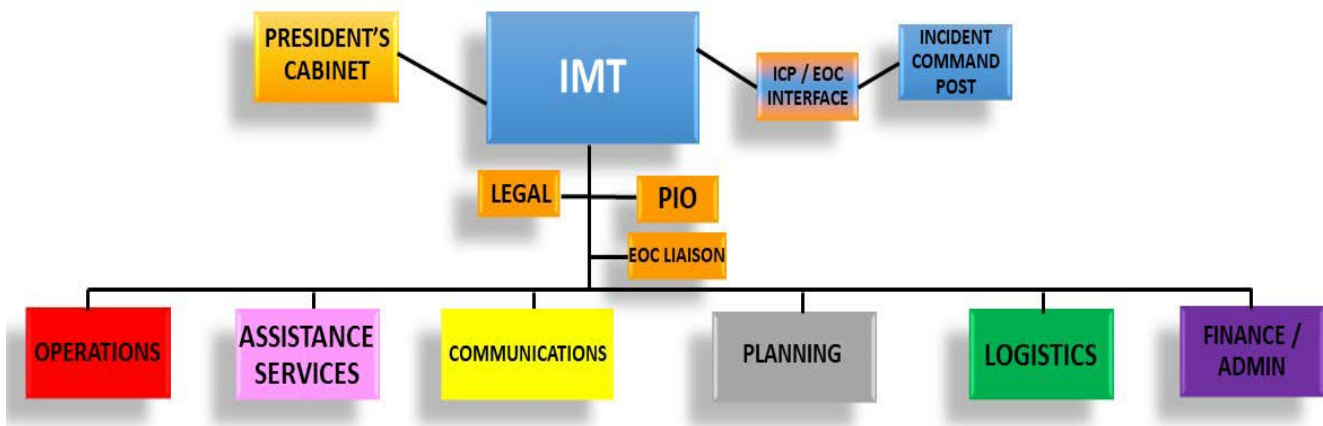 PRESIDENT'S
CABINET
IMT
ICP / EOC
INTERFACE
INCIDENT
COMMAND
POST
LEGAL
PIO
EOC LIAISON
OPERATIONS
ASSISTANCE
SERVICES
COMMUNICATIONS
PLANNING
LOGISTICS
FINANCE /
ADMIN